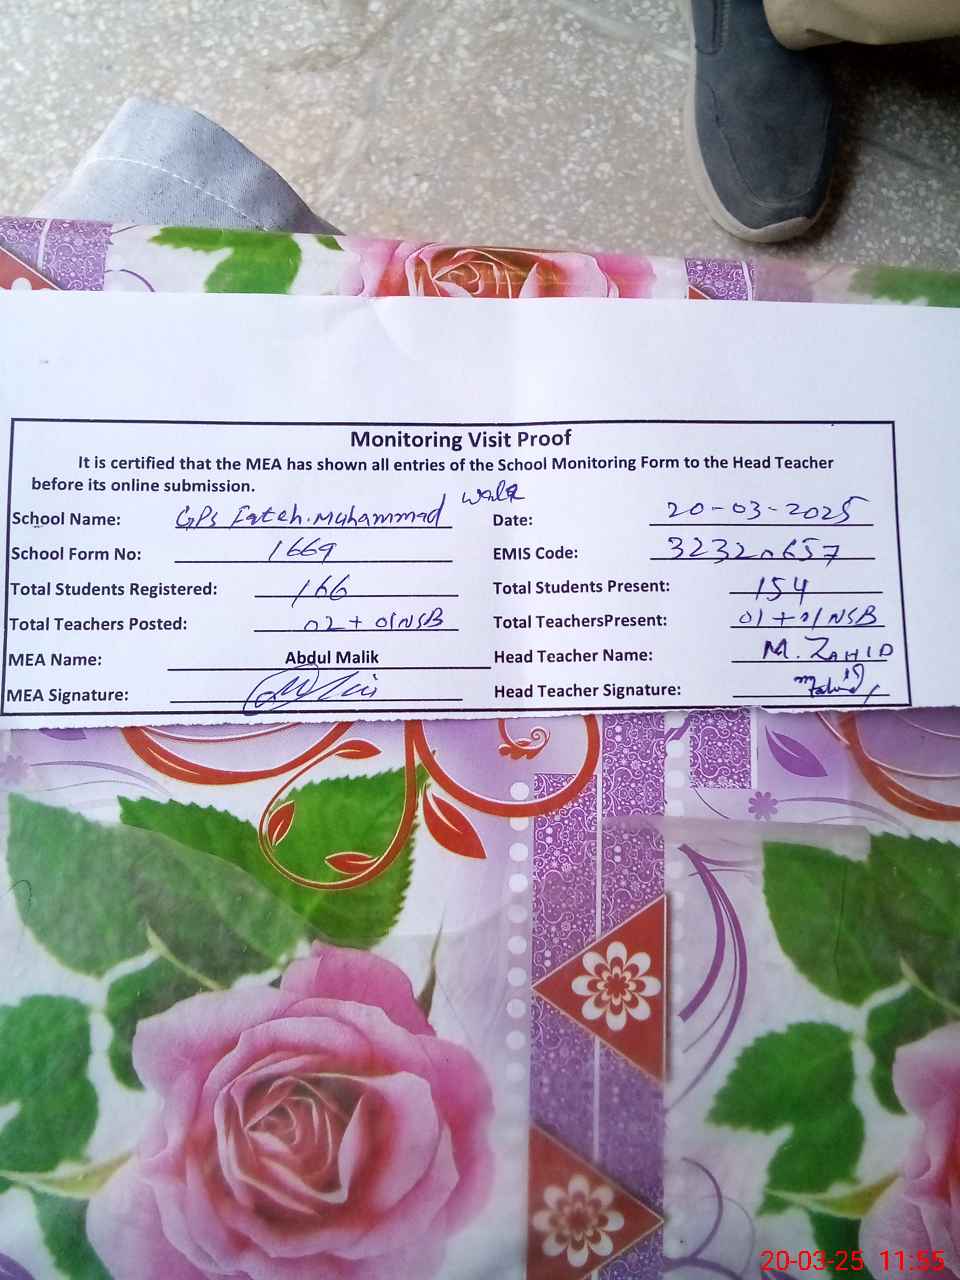 Monitoring Visit Proof
It is certified that the MEA has shown all entries of the School Monitoring Form to the Head Teacher
before its online submission.
School Name: GPS Fateh.Muhammad wala Date: 20-03-2025
School Form No: 1669 EMIS Code: 32320657
Total Students Registered: 166 Total Students Present: 154
Total Teachers Posted: 02 + 01NSB Total TeachersPresent: 01 + 01NSB
MEA Name: Abdul Malik Head Teacher Name: M. ZAHID
MEA Signature: Head Teacher Signature:
20-03-25 11:55